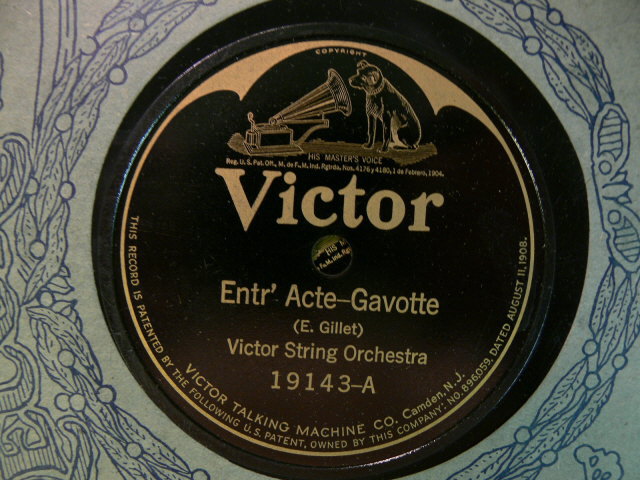 COPYRIGHT
HIS MASTER'S VOICE
Reg. U.S. Pat. Off., M. de F., M. Ind. Rgtrda. Nos. 4176 y 4180, 1 de Febrero, 1904.
Victor
Entr' Acte–Gavotte
(E. Gillet)
Victor String Orchestra
19143–A
VICTOR TALKING MACHINE CO. Camden, N.J.
THIS RECORD IS PATENTED BY THE FOLLOWING U.S. PATENT, OWNED BY THIS COMPANY: NO. 896,059, DATED AUGUST 11, 1908.